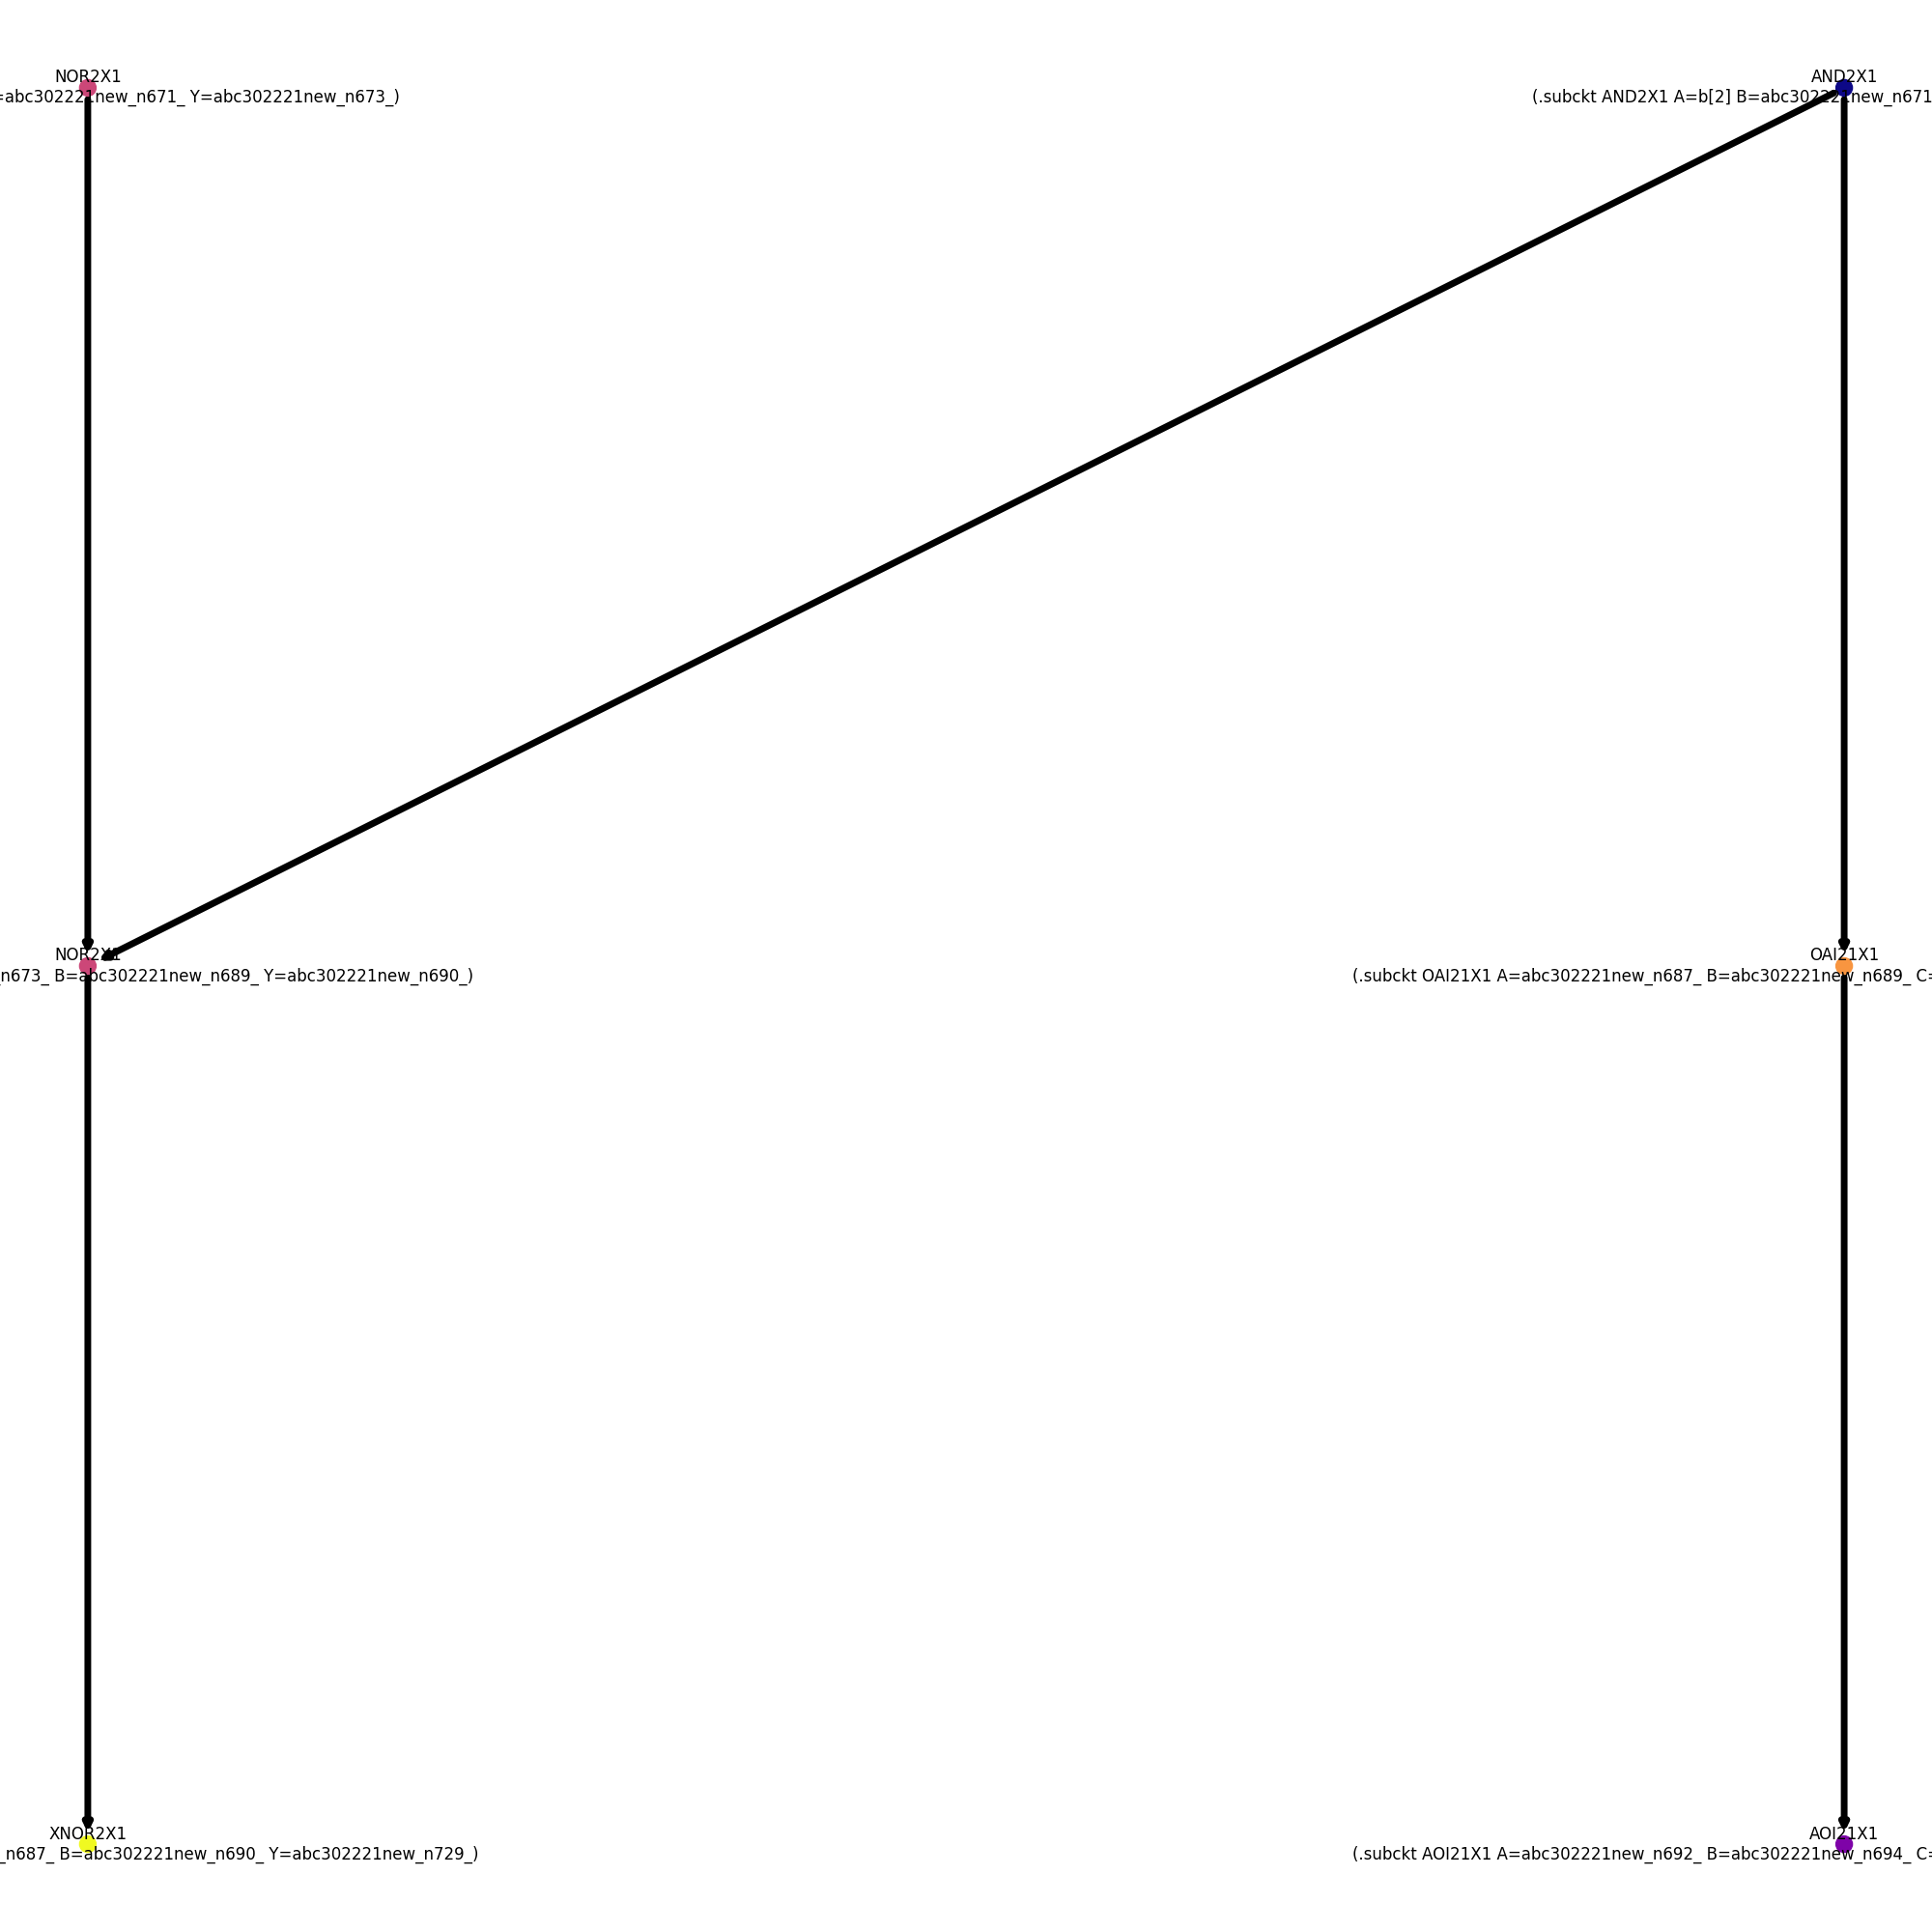 NOR2X1
=abc302221new_n671_ Y=abc302221new_n673_)
AND2X1
(.subckt AND2X1 A=b[2] B=abc302221new_n671
NOR2X1
_n673_ B=abc302221new_n689_ Y=abc302221new_n690_)
OAI21X1
(.subckt OAI21X1 A=abc302221new_n687_ B=abc302221new_n689_ C=
XNOR2X1
_n687_ B=abc302221new_n690_ Y=abc302221new_n729_)
AOI21X1
(.subckt AOI21X1 A=abc302221new_n692_ B=abc302221new_n694_ C=